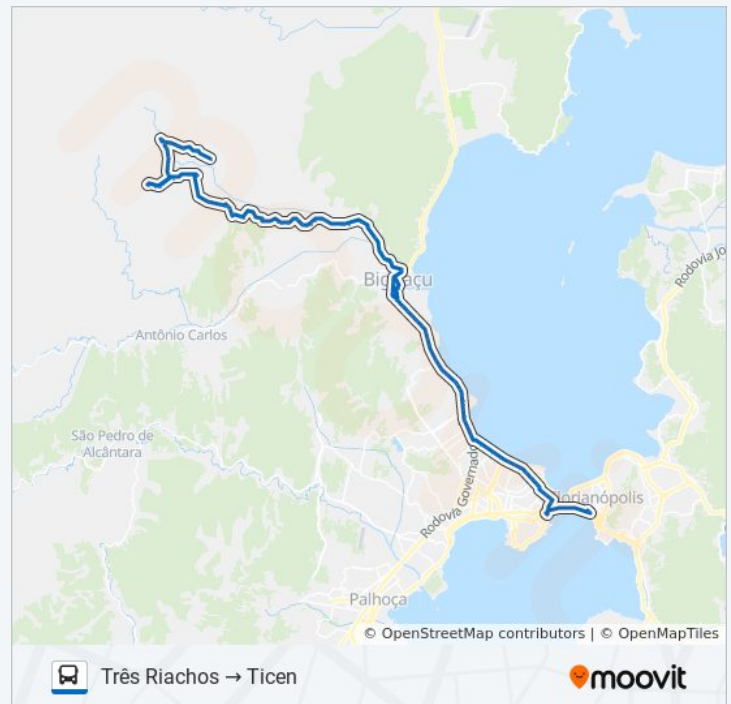 Rodovia Jo
Biguaçu
Antônio Carlos
São Pedro de
Alcântara
Rodovia Governado
Florianópolis
Palhoça
© OpenStreetMap contributors | © OpenMapTiles
Três Riachos → Ticen
moovit